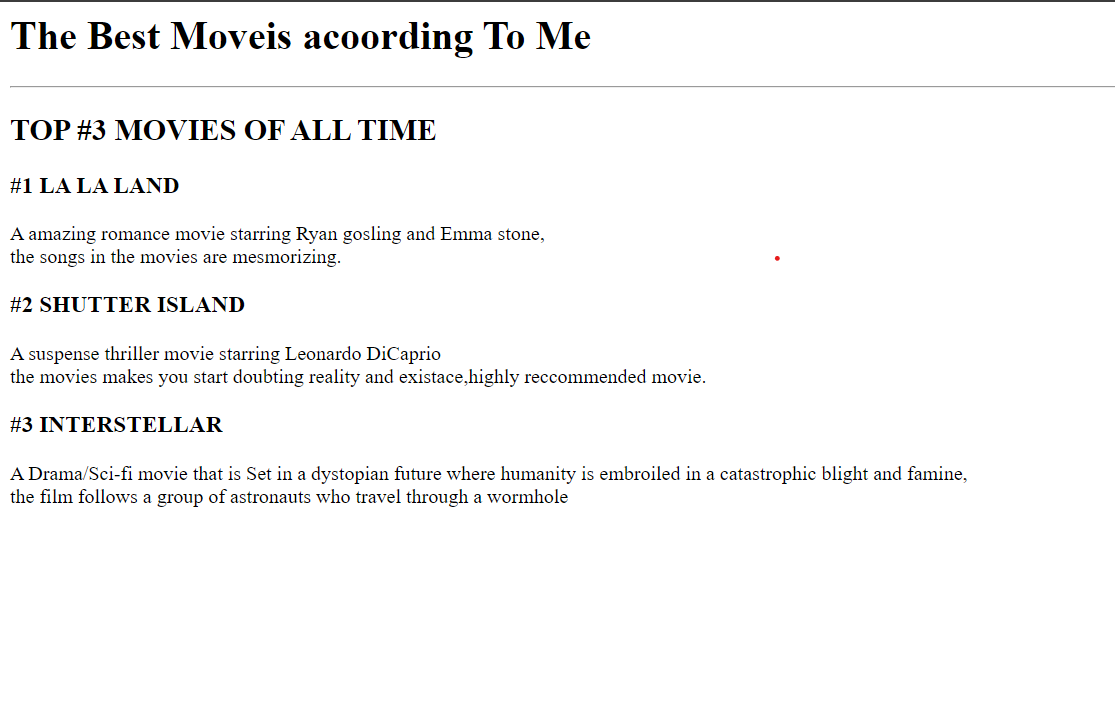 The Best Moveis acoording To Me
TOP #3 MOVIES OF ALL TIME
#1 LA LA LAND
A amazing romance movie starring Ryan gosling and Emma stone,
the songs in the movies are mesmorizing.
#2 SHUTTER ISLAND
A suspense thriller movie starring Leonardo DiCaprio
the movies makes you start doubting reality and existace,highly reccommended movie.
#3 INTERSTELLAR
A Drama/Sci-fi movie that is Set in a dystopian future where humanity is embroiled in a catastrophic blight and famine,
the film follows a group of astronauts who travel through a wormhole